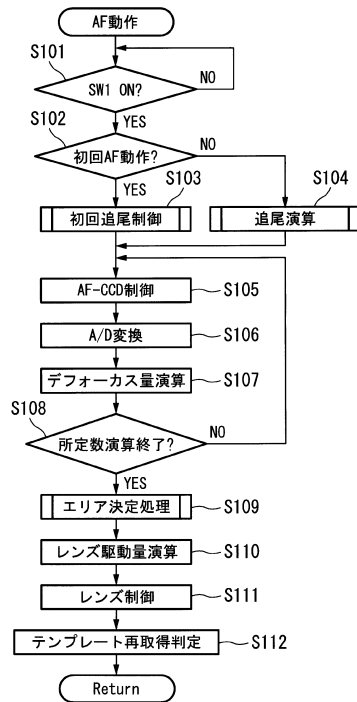 AF動作
S101
SW1 ON?
NO
YES
S102
初回AF動作?
NO
YES
S103
初回追尾制御
S104
追尾演算
AF-CCD制御
S105
A/D変換
S106
デフォーカス量演算
S107
S108
所定数演算終了?
NO
YES
エリア決定処理
S109
レンズ駆動量演算
S110
レンズ制御
S111
テンプレート再取得判定
S112
Return